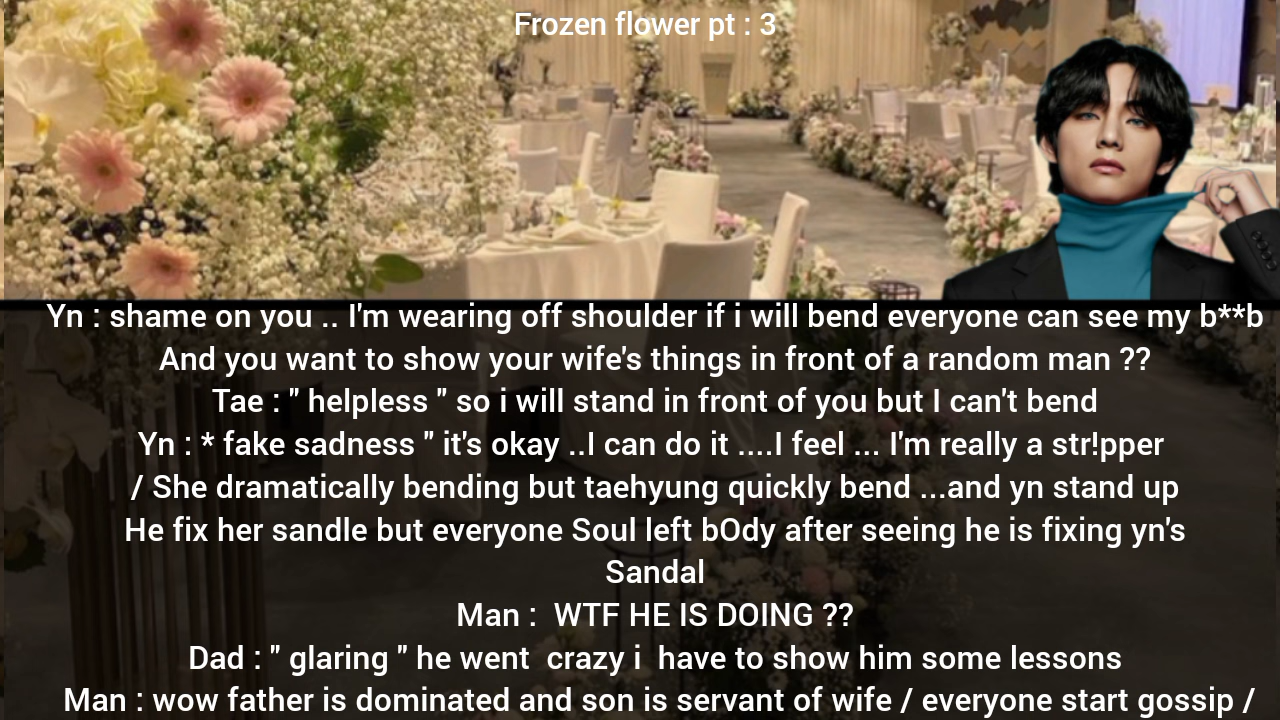 Frozen flower pt : 3
Yn : shame on you .. I'm wearing off shoulder if i will bend everyone can see my b**b
And you want to show your wife's things in front of a random man ??
Tae : " helpless " so i will stand in front of you but I can't bend
Yn : * fake sadness " it's okay ..I can do it ....I feel ... I'm really a str!pper
/ She dramatically bending but taehyung quickly bend ...and yn stand up
He fix her sandle but everyone Soul left bOdy after seeing he is fixing yn's
Sandal
Man :  WTF HE IS DOING ??
Dad : " glaring " he went  crazy i  have to show him some lessons
Man : wow father is dominated and son is servant of wife / everyone start gossip /